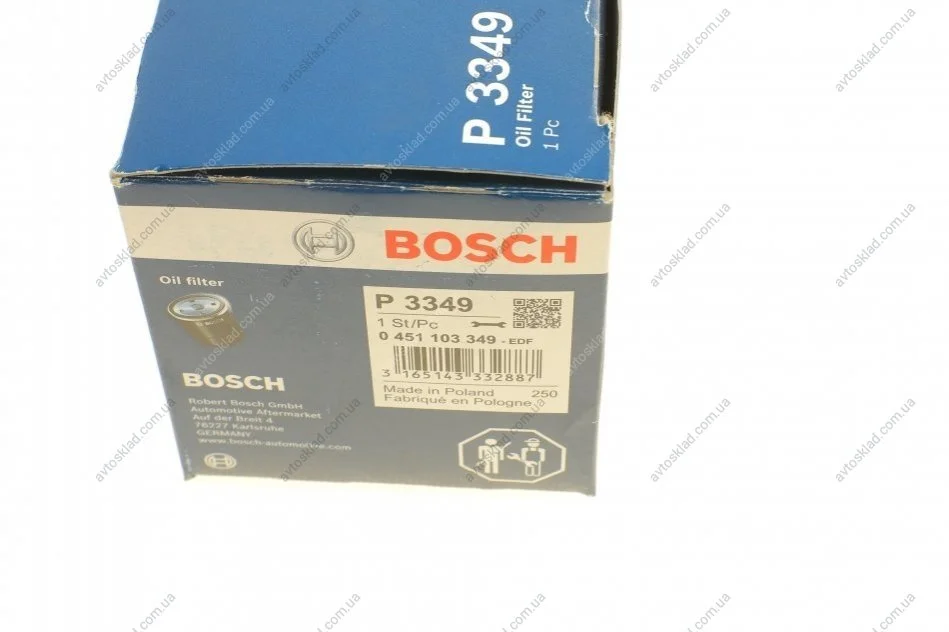 P 3349
Oil Filter
1 Pc
BOSCH
Oil filter
BOSCH
P 3349
1 St/Pc
0 451 103 349 - EDF
3 165143 332887
Made in Poland 250
Fabriqué en Pologne
BOSCH
Robert Bosch GmbH
Automotive Aftermarket
Auf der Breit 4
76227 Karlsruhe
GERMANY
www.bosch-automotive.com
avtosklad.com.ua